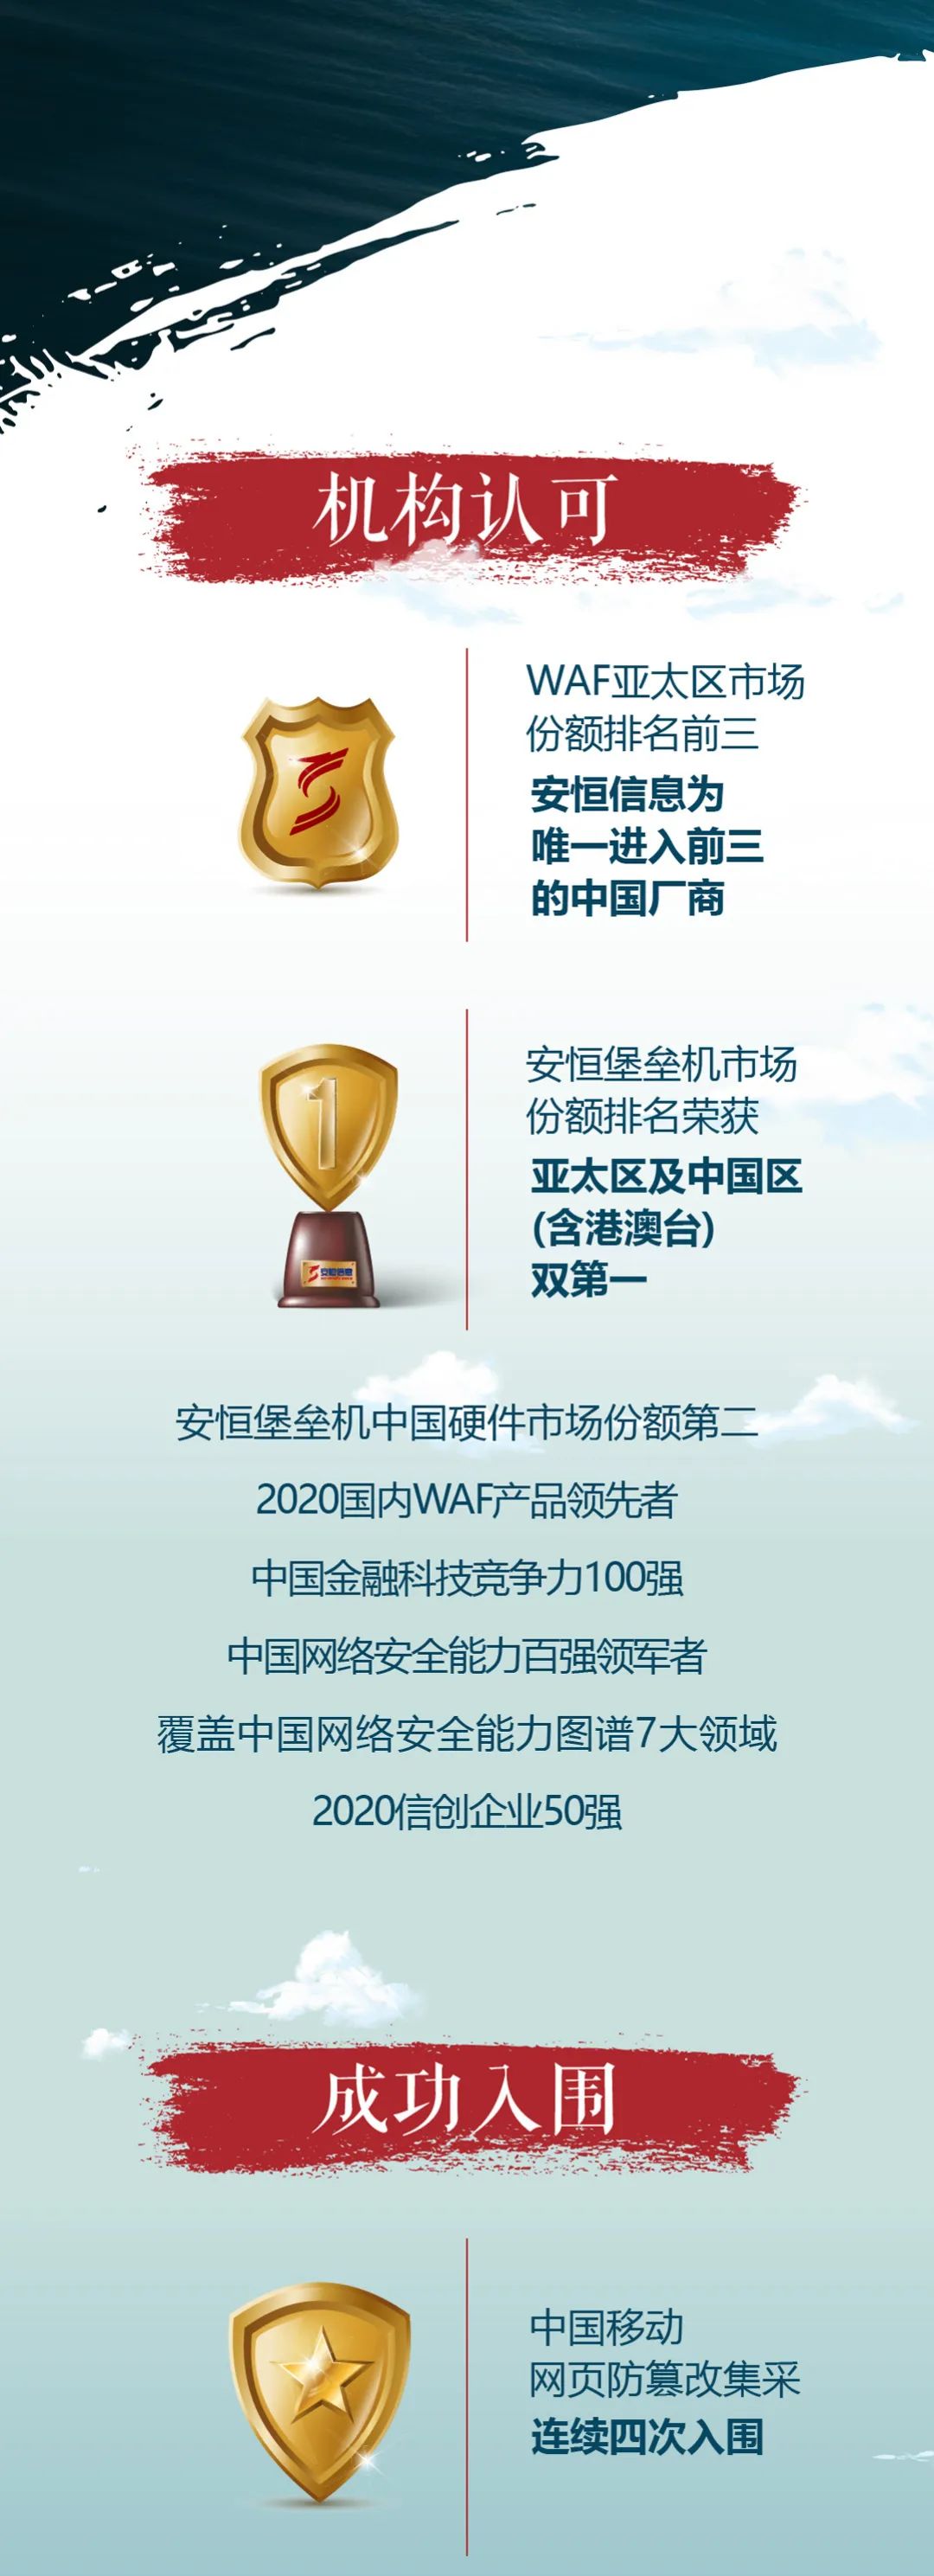 机构认可
WAF亚太区市场
份额排名前三
安恒信息为
唯一进入前三
的中国厂商
1
安恒堡垒机市场
份额排名荣获
亚太区及中国区
(含港澳台)
双第一
安恒信息
安恒堡垒机中国硬件市场份额第二
2020国内WAF产品领先者
中国金融科技竞争力100强
中国网络安全能力百强领军者
覆盖中国网络安全能力图谱7大领域
2020信创企业50强
成功入围
中国移动
网页防篡改集采
连续四次入围